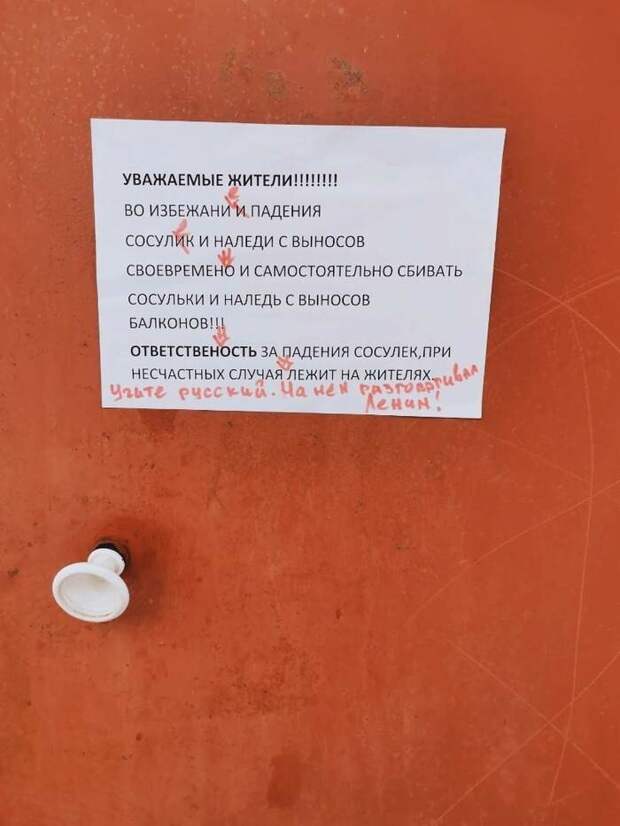 УВАЖАЕМЫЕ ЖИТЕЛИ!!!!!!!!
ВО ИЗБЕЖАНИ И ПАДЕНИЯ
СОСУЛИК И НАЛЕДИ С ВЫНОСОВ
СВОЕВРЕМЕНО И САМОСТОЯТЕЛЬНО СБИВАТЬ
СОСУЛЬКИ И НАЛЕДЬ С ВЫНОСОВ
БАЛКОНОВ!!!
ОТВЕТСТВЕНОСТЬ ЗА ПАДЕНИЯ СОСУЛЕК,ПРИ
НЕСЧАСТНЫХ СЛУЧАЯ ЛЕЖИТ НА ЖИТЕЛЯХ.
Учите русский. На нём разговаривал
Ленин!